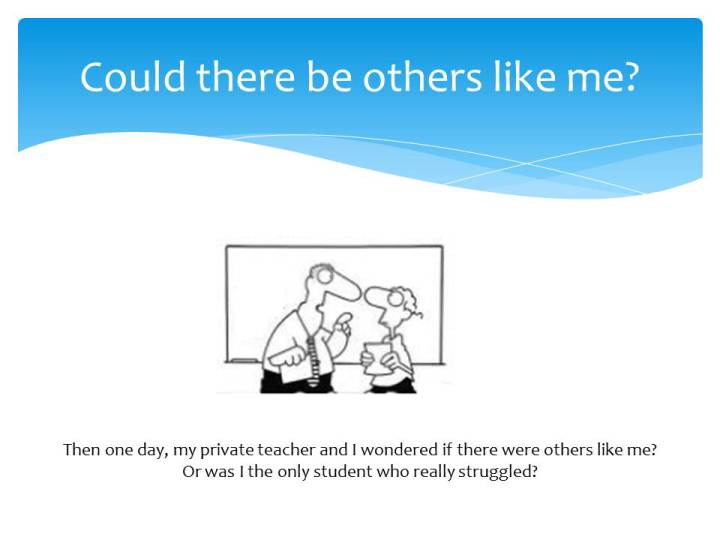 Could there be others like me?
Then one day, my private teacher and I wondered if there were others like me?
Or was I the only student who really struggled?